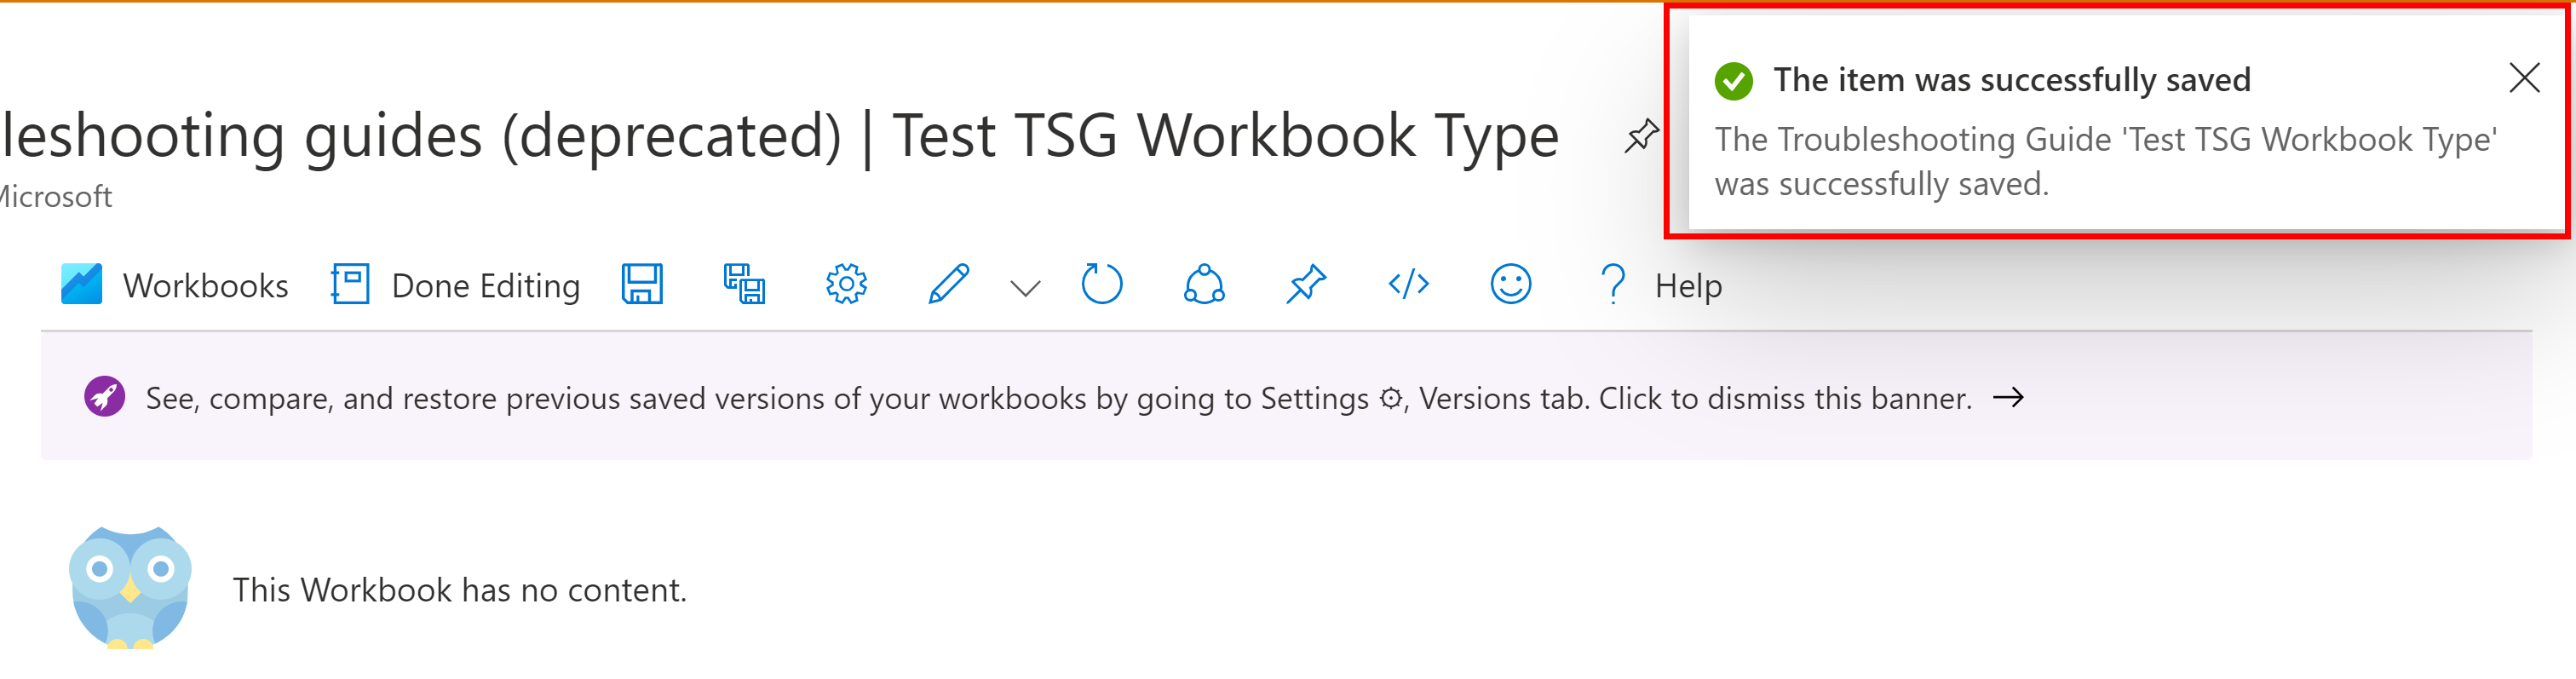 The item was successfully saved
The Troubleshooting Guide 'Test TSG Workbook Type'
was successfully saved.
leshooting guides (deprecated) | Test TSG Workbook Type
Microsoft
Workbooks Done Editing Help
See, compare, and restore previous saved versions of your workbooks by going to Settings , Versions tab. Click to dismiss this banner.
This Workbook has no content.